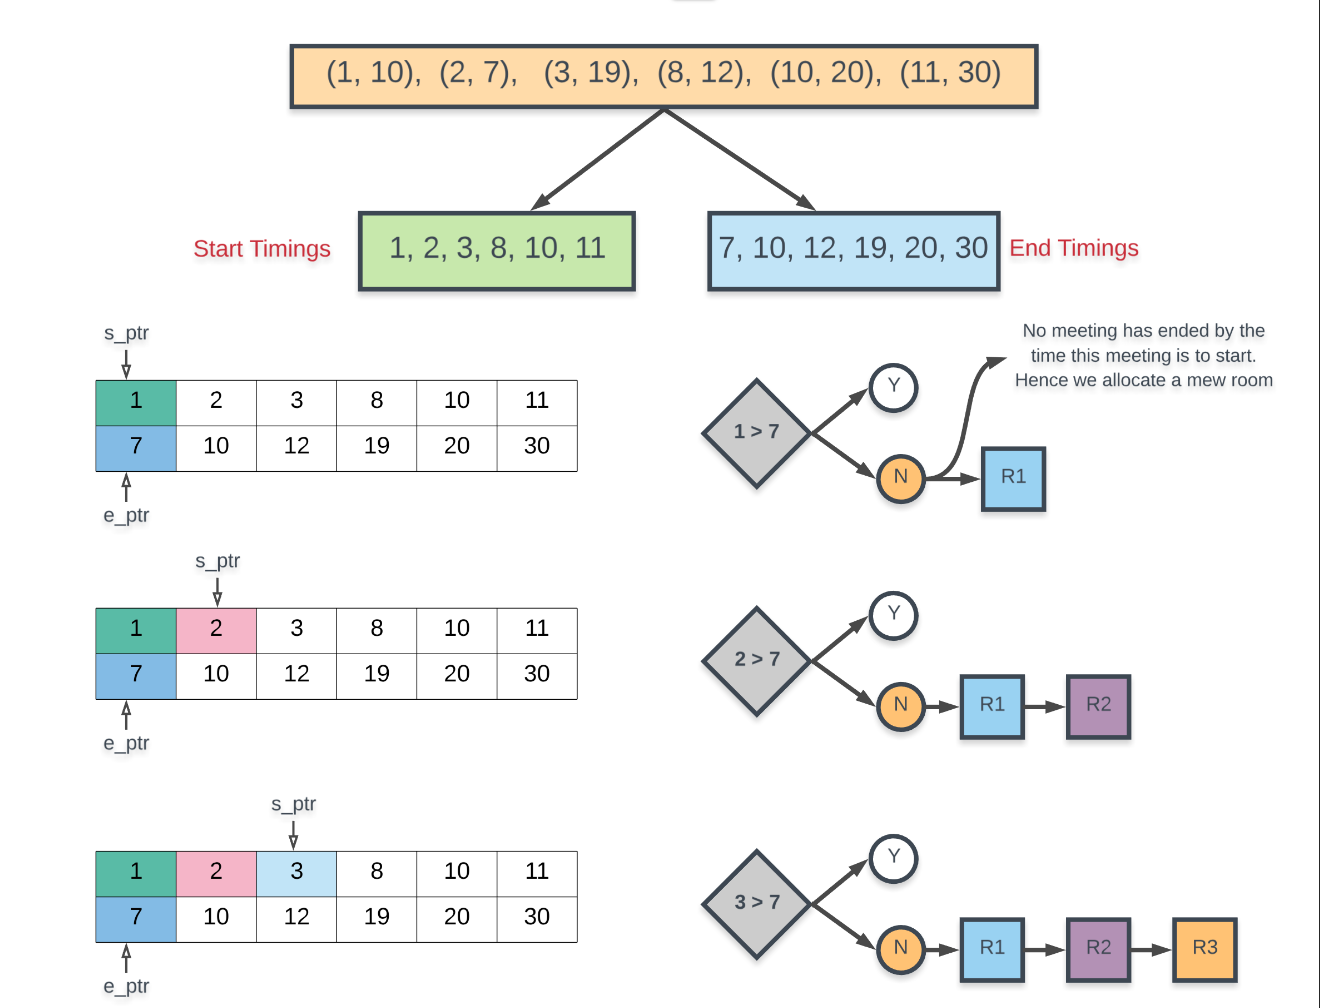 (1, 10), (2, 7), (3, 19), (8, 12), (10, 20), (11, 30)
Start Timings
1, 2, 3, 8, 10, 11
7, 10, 12, 19, 20, 30
End Timings
s_ptr
1 2 3 8 10 11
7 10 12 19 20 30
e_ptr
1 > 7
Y
N
R1
No meeting has ended by the
time this meeting is to start.
Hence we allocate a mew room
s_ptr
1 2 3 8 10 11
7 10 12 19 20 30
e_ptr
2 > 7
Y
N
R1
R2
s_ptr
1 2 3 8 10 11
7 10 12 19 20 30
e_ptr
3 > 7
Y
N
R1
R2
R3